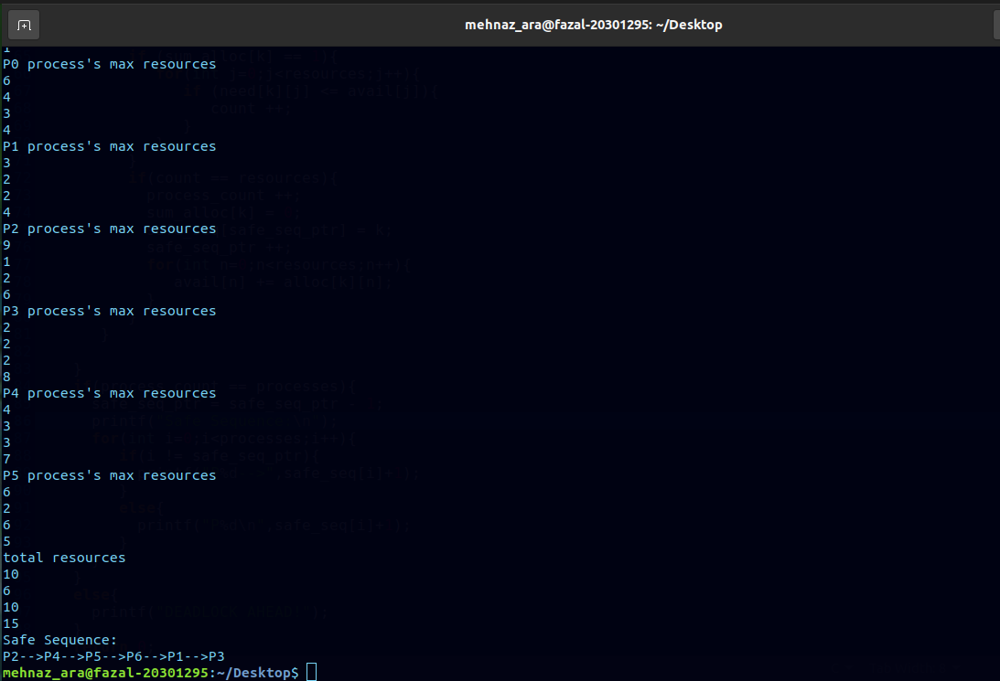 mehnaz_ara@fazal-20301295: ~/Desktop
1
P0 process's max resources
6
4
3
4
P1 process's max resources
3
2
2
4
P2 process's max resources
9
1
2
6
P3 process's max resources
2
2
2
8
P4 process's max resources
4
3
3
7
P5 process's max resources
6
2
6
5
total resources
10
6
10
15
Safe Sequence:
P2-->P4-->P5-->P6-->P1-->P3
mehnaz_ara@fazal-20301295:~/Desktop$